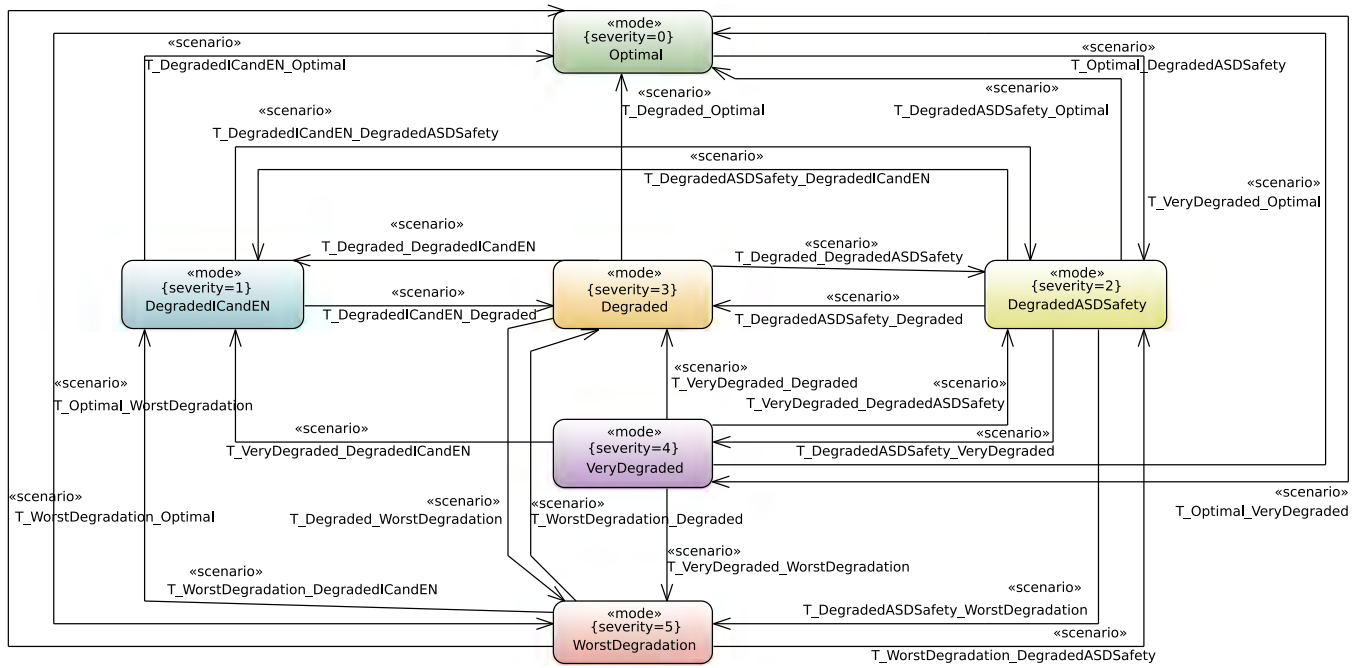 «mode»
{severity=0}
Optimal
«scenario»
T_DegradedICandEN_Optimal
«scenario»
T_Optimal_DegradedASDSafety
«scenario»
T_Degraded_Optimal
«scenario»
T_DegradedASDSafety_Optimal
«scenario»
T_DegradedICandEN_DegradedASDSafety
«scenario»
T_DegradedASDSafety_DegradedICandEN
«scenario»
T_VeryDegraded_Optimal
«scenario»
T_Degraded_DegradedICandEN
«scenario»
T_Degraded_DegradedASDSafety
«mode»
{severity=1}
DegradedICandEN
«mode»
{severity=3}
Degraded
«mode»
{severity=2}
DegradedASDSafety
T_DegradedICandEN_Degraded
«scenario»
«scenario»
T_DegradedASDSafety_Degraded
«scenario»
T_Optimal_WorstDegradation
«scenario»
T_VeryDegraded_Degraded
«scenario»
T_VeryDegraded_DegradedASDSafety
«scenario»
T_VeryDegraded_DegradedICandEN
«mode»
{severity=4}
VeryDegraded
«scenario»
T_DegradedASDSafety_VeryDegraded
«scenario»
T_WorstDegradation_Optimal
«scenario»
T_Degraded_WorstDegradation
«scenario»
T_WorstDegradation_Degraded
«scenario»
T_Optimal_VeryDegraded
«scenario»
T_VeryDegraded_WorstDegradation
«scenario»
T_WorstDegradation_DegradedICandEN
«scenario»
T_DegradedASDSafety_WorstDegradation
«mode»
{severity=5}
WorstDegradation
«scenario»
T_WorstDegradation_DegradedASDSafety